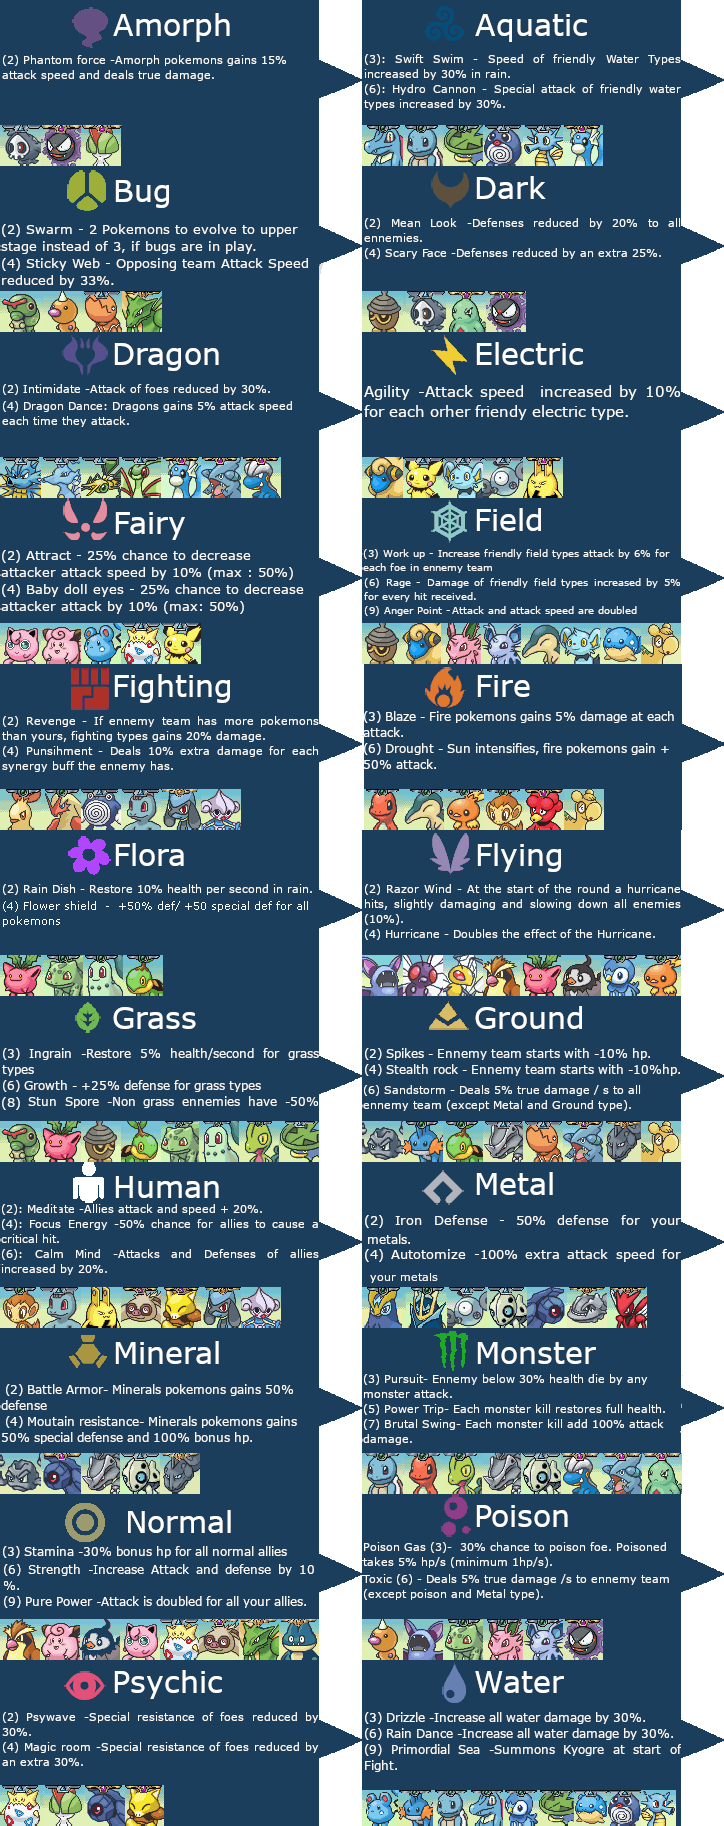 Amorph
(2) Phantom force -Amorph pokemons gains 15%
attack speed and deals true damage.
Aquatic
(3): Swift Swim - Speed of friendly Water Types
increased by 30% in rain.
(6): Hydro Cannon - Special attack of friendly water
types increased by 30%.
Bug
(2) Swarm - 2 Pokemons to evolve to upper
stage instead of 3, if bugs are in play.
(4) Sticky Web - Opposing team Attack Speed
reduced by 33%.
Dark
(2) Mean Look -Defenses reduced by 20% to all
ennemies.
(4) Scary Face -Defenses reduced by an extra 25%.
Dragon
(2) Intimidate -Attack of foes reduced by 30%.
(4) Dragon Dance: Dragons gains 5% attack speed
each time they attack.
Electric
Agility -Attack speed increased by 10%
for each orher friendy electric type.
Fairy
(2) Attract - 25% chance to decrease
attacker attack speed by 10% (max : 50%)
(4) Baby doll eyes - 25% chance to decrease
attacker attack by 10% (max: 50%)
Field
(3) Work up - Increase friendly field types attack by 6% for
each foe in ennemy team
(6) Rage - Damage of friendly field types increased by 5%
for every hit received.
(9) Anger Point -Attack and attack speed are doubled
Fighting
(2) Revenge - If ennemy team has more pokemons
than yours, fighting types gains 20% damage.
(4) Punsihment - Deals 10% extra damage for each
synergy buff the ennemy has.
Fire
(3) Blaze - Fire pokemons gains 5% damage at each
attack.
(6) Drought - Sun intensifies, fire pokemons gain +
50% attack.
Flora
(2) Rain Dish - Restore 10% health per second in rain.
(4) Flower shield - +50% def/ +50 special def for all
pokemons
Flying
(2) Razor Wind - At the start of the round a hurricane
hits, slightly damaging and slowing down all enemies
(10%).
(4) Hurricane - Doubles the effect of the Hurricane.
Grass
(3) Ingrain -Restore 5% health/second for grass
types
(6) Growth - +25% defense for grass types
(8) Stun Spore -Non grass ennemies have -50%
Ground
(2) Spikes - Ennemy team starts with -10% hp.
(4) Stealth rock - Ennemy team starts with -10%hp.
(6) Sandstorm - Deals 5% true damage / s to all
ennemy team (except Metal and Ground type).
Human
(2): Meditate -Allies attack and speed + 20%.
(4): Focus Energy -50% chance for allies to cause a
critical hit.
(6): Calm Mind -Attacks and Defenses of allies
increased by 20%.
Metal
(2) Iron Defense - 50% defense for your
metals.
(4) Autotomize -100% extra attack speed for
your metals
Mineral
(2) Battle Armor- Minerals pokemons gains 50%
defense
(4) Moutain resistance- Minerals pokemons gains
50% special defense and 100% bonus hp.
Monster
(3) Pursuit- Ennemy below 30% health die by any
monster attack.
(5) Power Trip- Each monster kill restores full health.
(7) Brutal Swing- Each monster kill add 100% attack
damage.
Normal
(3) Stamina -30% bonus hp for all normal allies
(6) Strength -Increase Attack and defense by 10
%.
(9) Pure Power -Attack is doubled for all your allies.
Poison
Poison Gas (3)- 30% chance to poison foe. Poisoned
takes 5% hp/s (minimum 1hp/s).
Toxic (6) - Deals 5% true damage /s to ennemy team
(except poison and Metal type).
Psychic
(2) Psywave -Special resistance of foes reduced by
30%.
(4) Magic room -Special resistance of foes reduced by
an extra 30%.
Water
(3) Drizzle -Increase all water damage by 30%.
(6) Rain Dance -Increase all water damage by 30%.
(9) Primordial Sea -Summons Kyogre at start of
Fight.